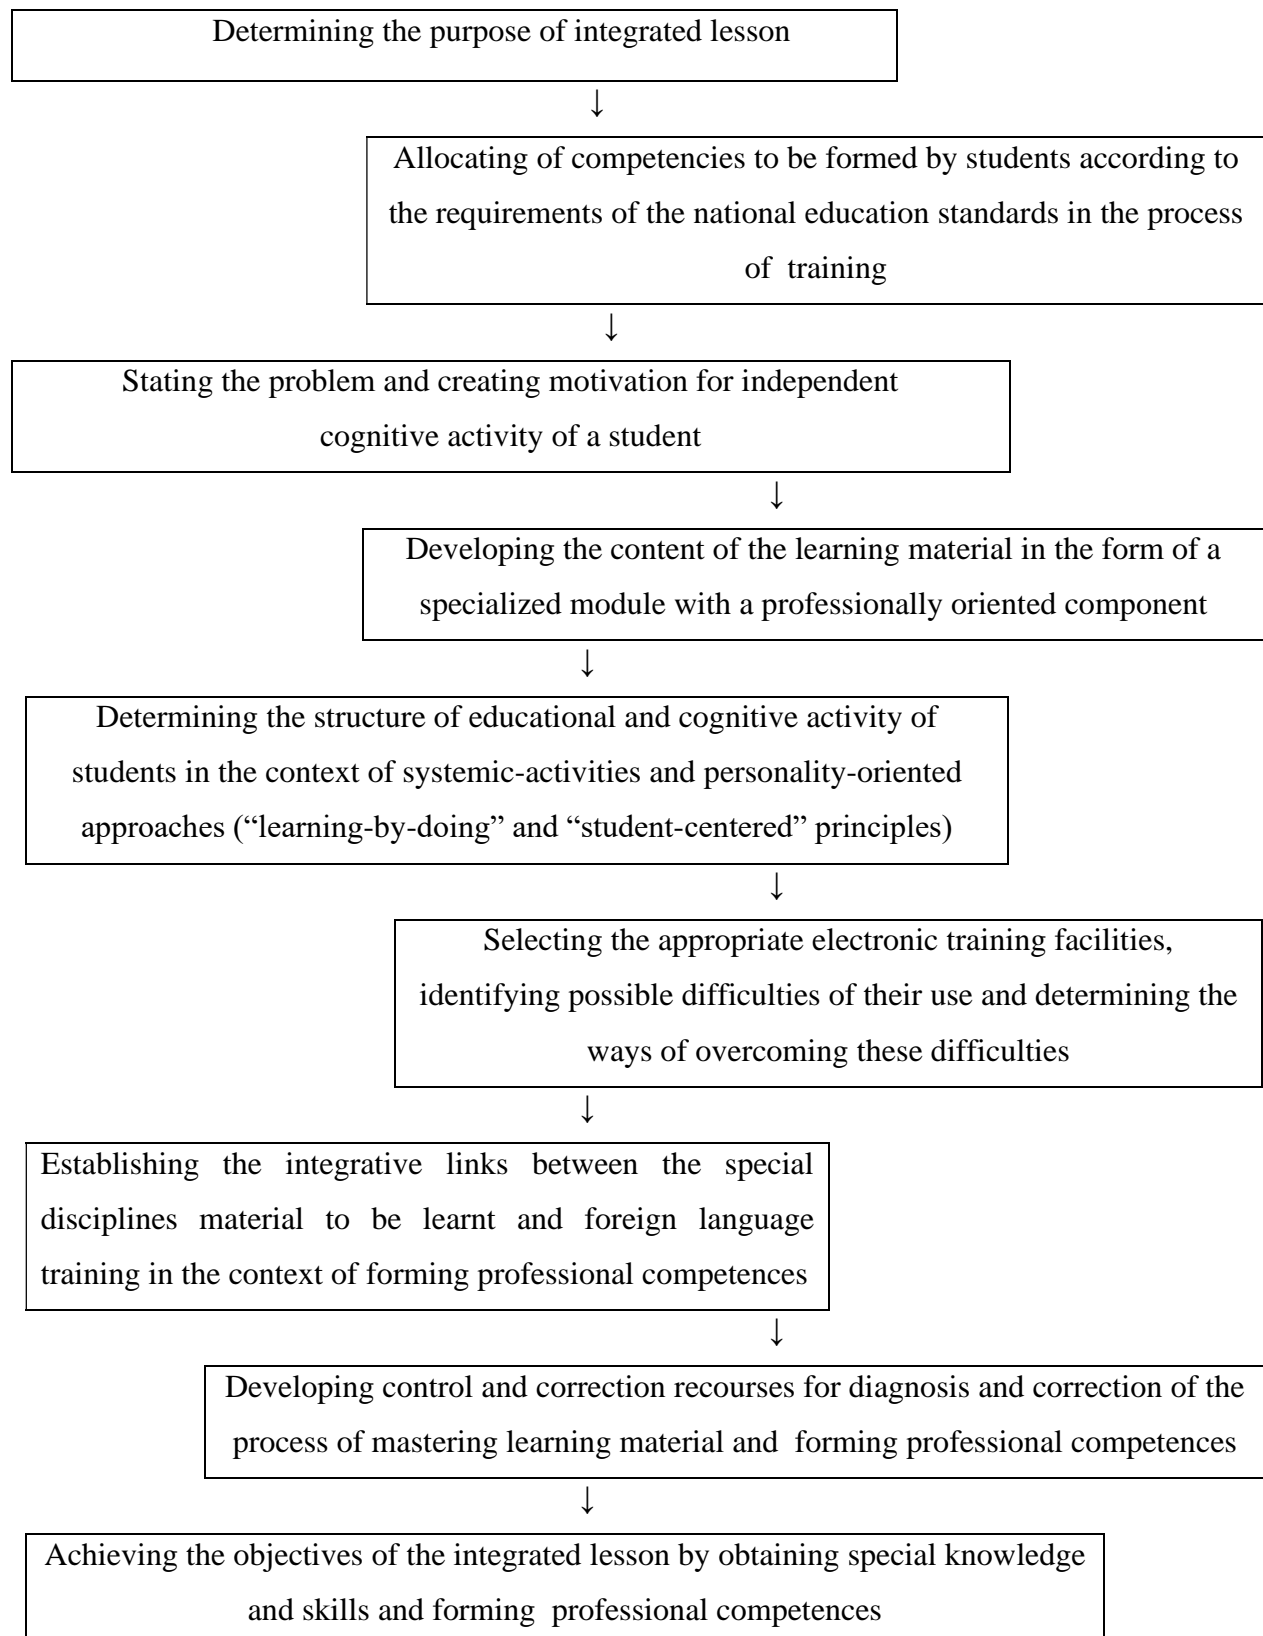 Determining the purpose of integrated lesson
↓
Allocating of competencies to be formed by students according to
the requirements of the national education standards in the process
of training
↓
Stating the problem and creating motivation for independent
cognitive activity of a student
↓
Developing the content of the learning material in the form of a
specialized module with a professionally oriented component
↓
Determining the structure of educational and cognitive activity of
students in the context of systemic-activities and personality-oriented
approaches (“learning-by-doing” and “student-centered” principles)
↓
Selecting the appropriate electronic training facilities,
identifying possible difficulties of their use and determining the
ways of overcoming these difficulties
↓
Establishing the integrative links between the special
disciplines material to be learnt and foreign language
training in the context of forming professional competences
↓
Developing control and correction recourses for diagnosis and correction of the
process of mastering learning material and forming professional competences
↓
Achieving the objectives of the integrated lesson by obtaining special knowledge
and skills and forming professional competences